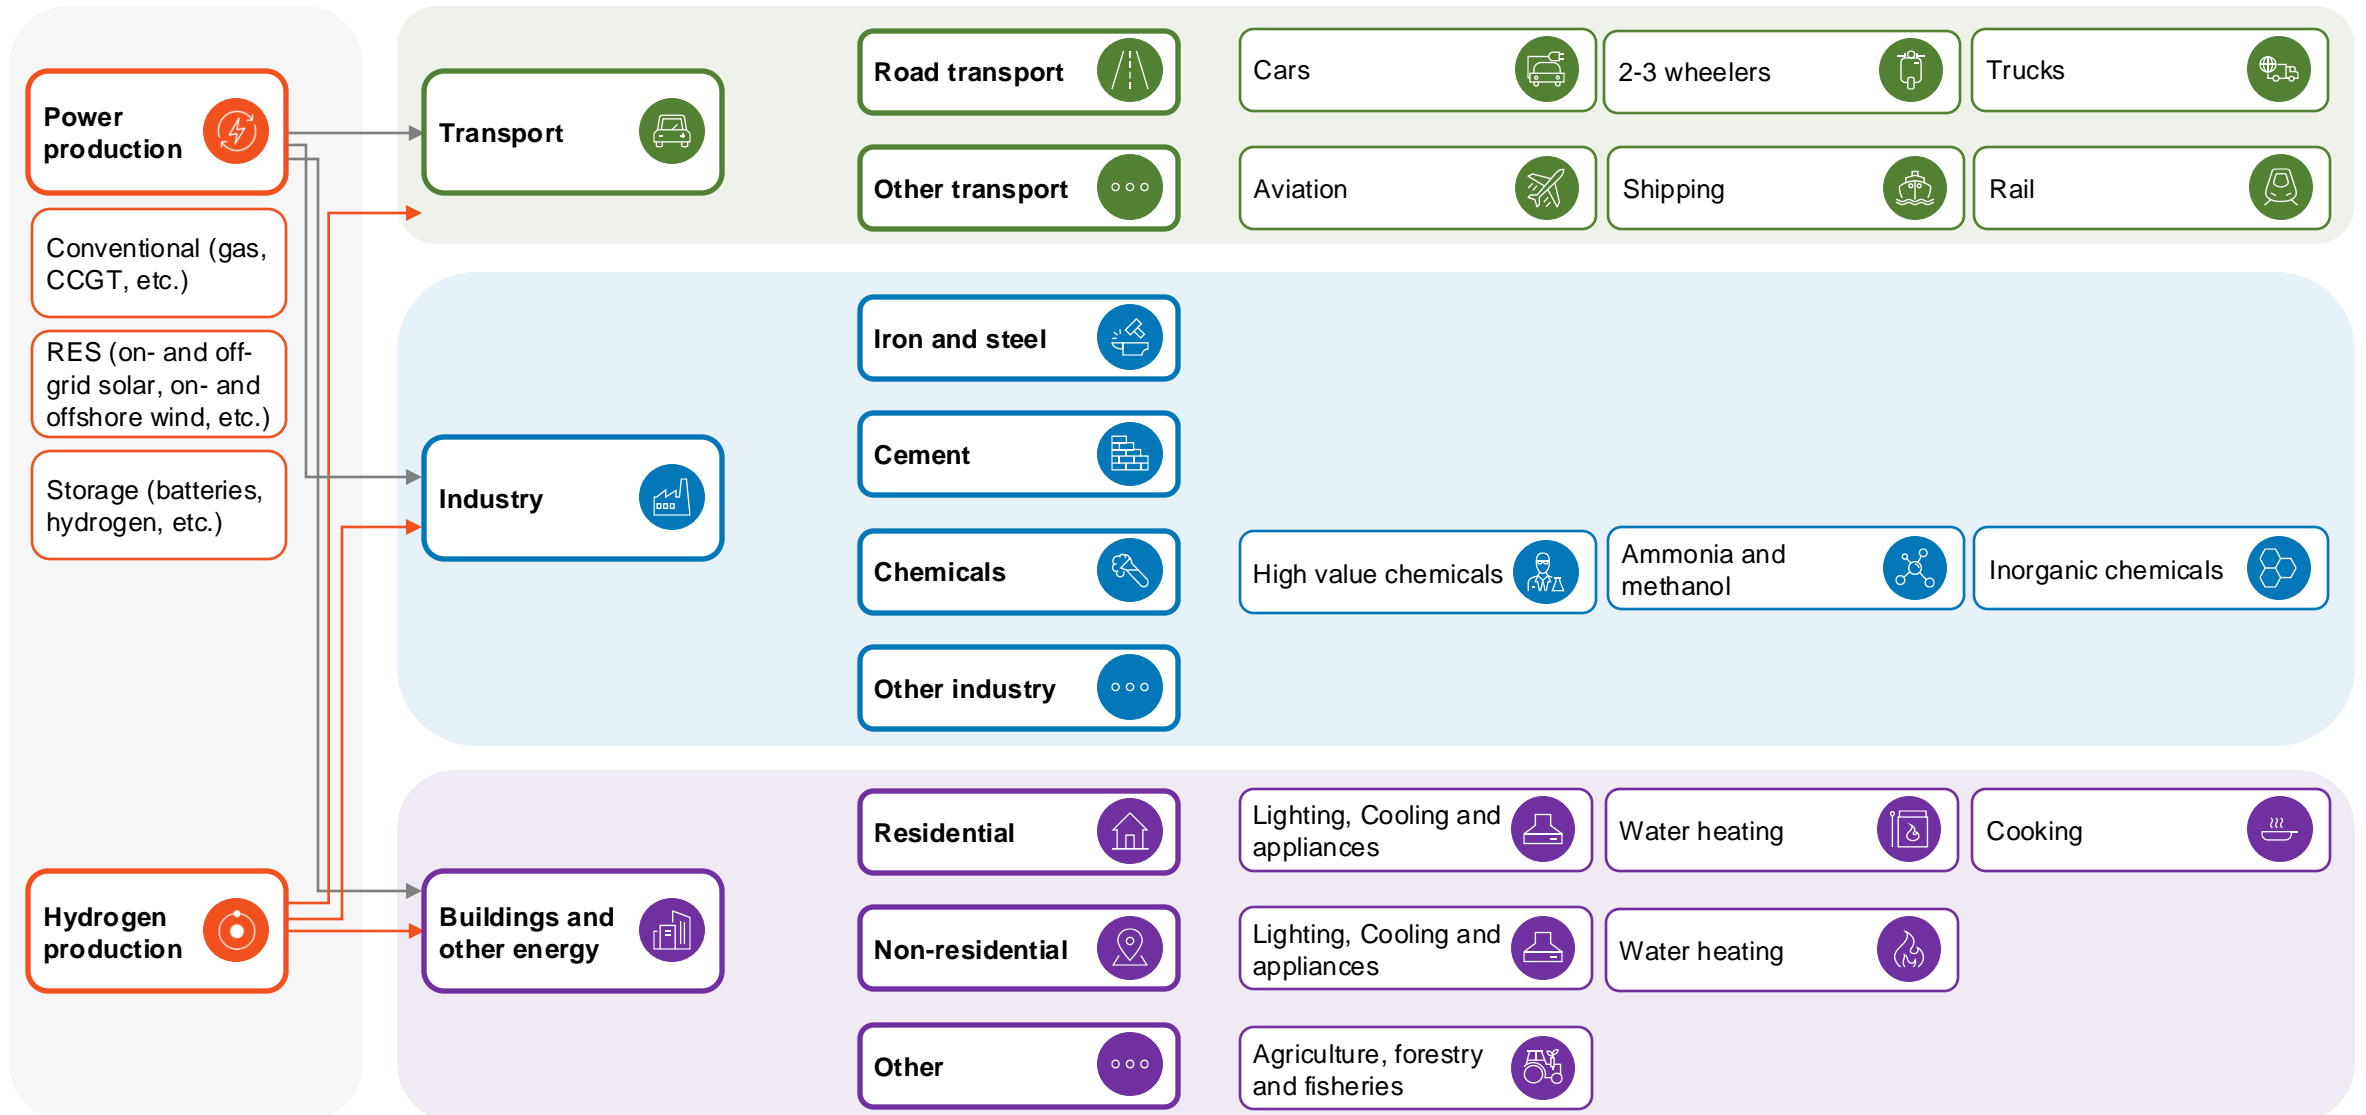 Power
production
Conventional (gas,
CCGT, etc.)
RES (on- and off-
grid solar, on- and
offshore wind, etc.)
Storage (batteries,
hydrogen, etc.)
Hydrogen
production
Transport
Road transport
Cars
2-3 wheelers
Trucks
Other transport
Aviation
Shipping
Rail
Industry
Iron and steel
Cement
Chemicals
High value chemicals
Ammonia and
methanol
Inorganic chemicals
Other industry
Buildings and
other energy
Residential
Lighting, Cooling and
appliances
Water heating
Cooking
Non-residential
Lighting, Cooling and
appliances
Water heating
Other
Agriculture, forestry
and fisheries